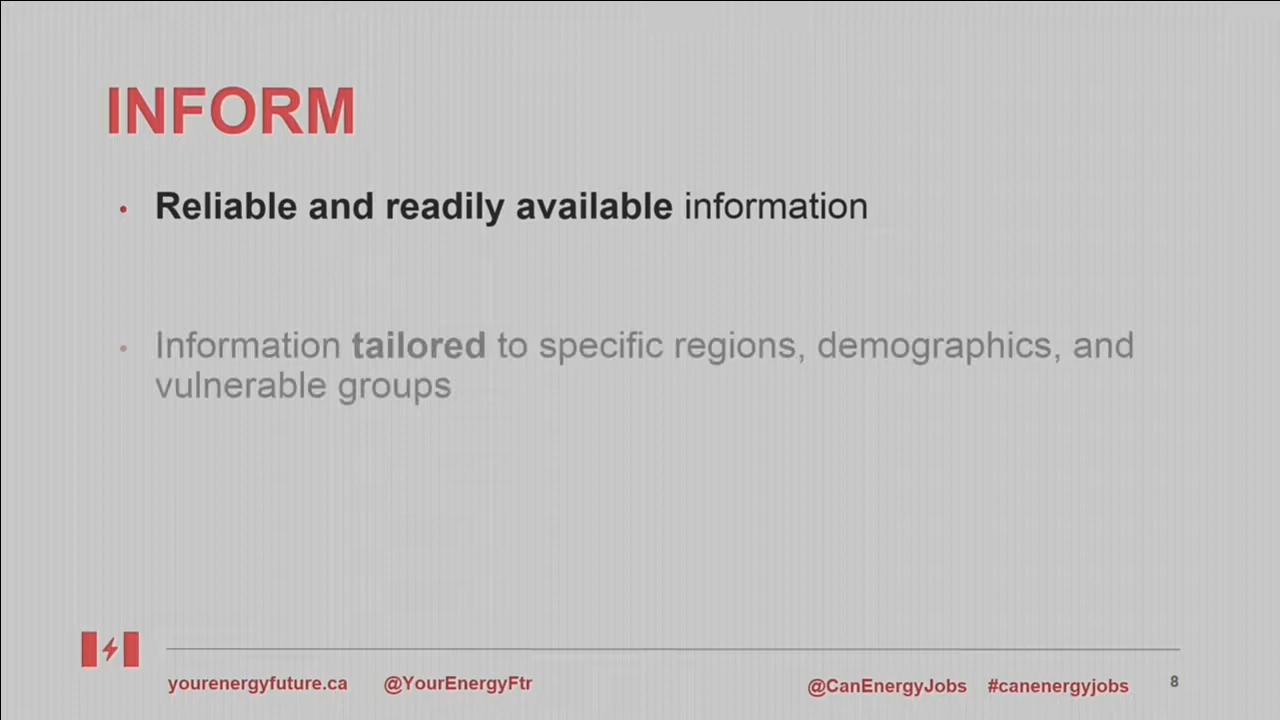 INFORM
• Reliable and readily available information
• Information tailored to specific regions, demographics, and
vulnerable groups
yourenergyfuture.ca @YourEnergyFtr @CanEnergyJobs #canenergyjobs 8